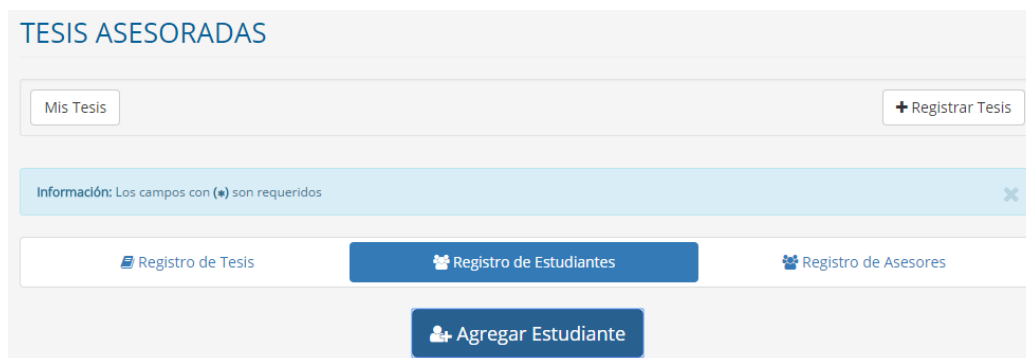 TESIS ASESORADAS
Mis Tesis
+ Registrar Tesis
Información: Los campos con (*) son requeridos
Registro de Tesis
Registro de Estudiantes
Registro de Asesores
Agregar Estudiante